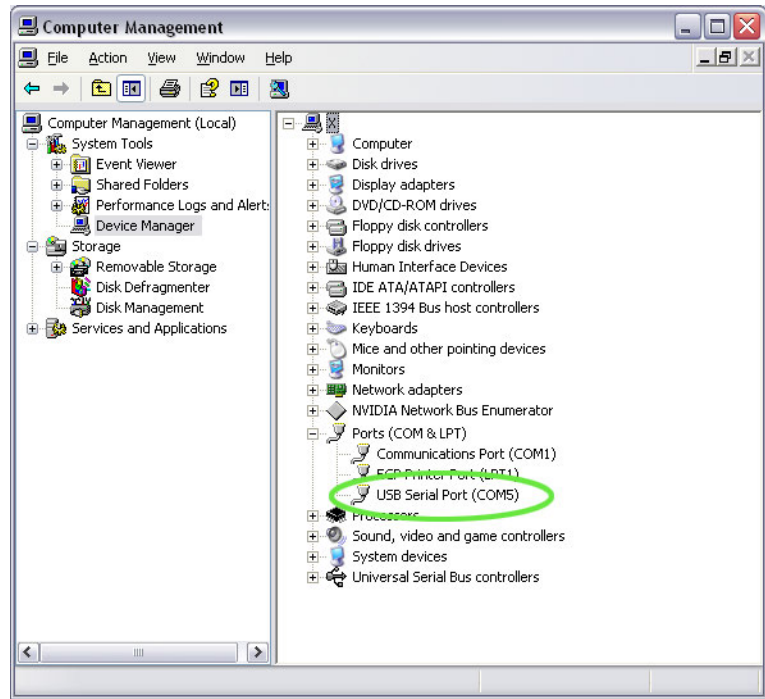 Computer Management
File Action View Window Help
Computer Management (Local)
System Tools
Event Viewer
Shared Folders
Performance Logs and Alert:
Device Manager
Storage
Removable Storage
Disk Defragmenter
Disk Management
Services and Applications
X
Computer
Disk drives
Display adapters
DVD/CD-ROM drives
Floppy disk controllers
Floppy disk drives
Human Interface Devices
IDE ATA/ATAPI controllers
IEEE 1394 Bus host controllers
Keyboards
Mice and other pointing devices
Monitors
Network adapters
NVIDIA Network Bus Enumerator
Ports (COM & LPT)
Communications Port (COM1)
ECP Printer Port (LPT1)
USB Serial Port (COM5)
Processors
Sound, video and game controllers
System devices
Universal Serial Bus controllers